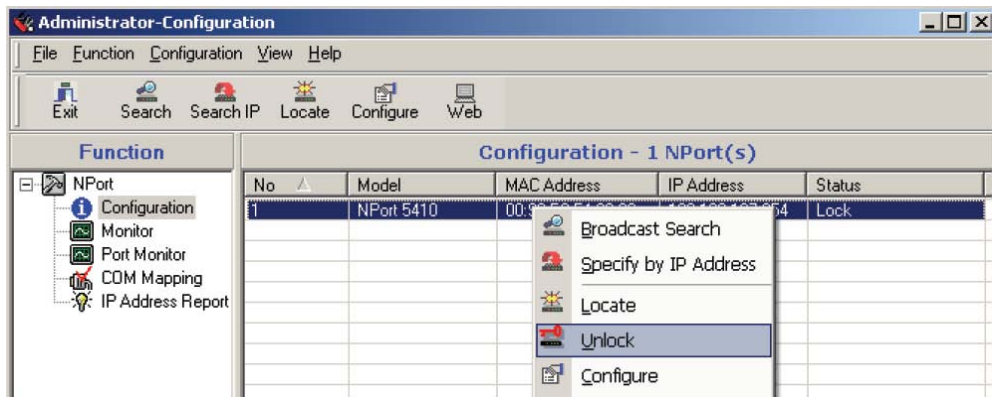 Administrator-Configuration
File Function Configuration View Help
Exit Search Search IP Locate Configure Web
Function
Configuration - 1 NPort(s)
NPort
Configuration
Monitor
Port Monitor
COM Mapping
IP Address Report
No Model MAC Address IP Address Status
1 NPort 5410 Lock
Broadcast Search
Specify by IP Address
Locate
Unlock
Configure